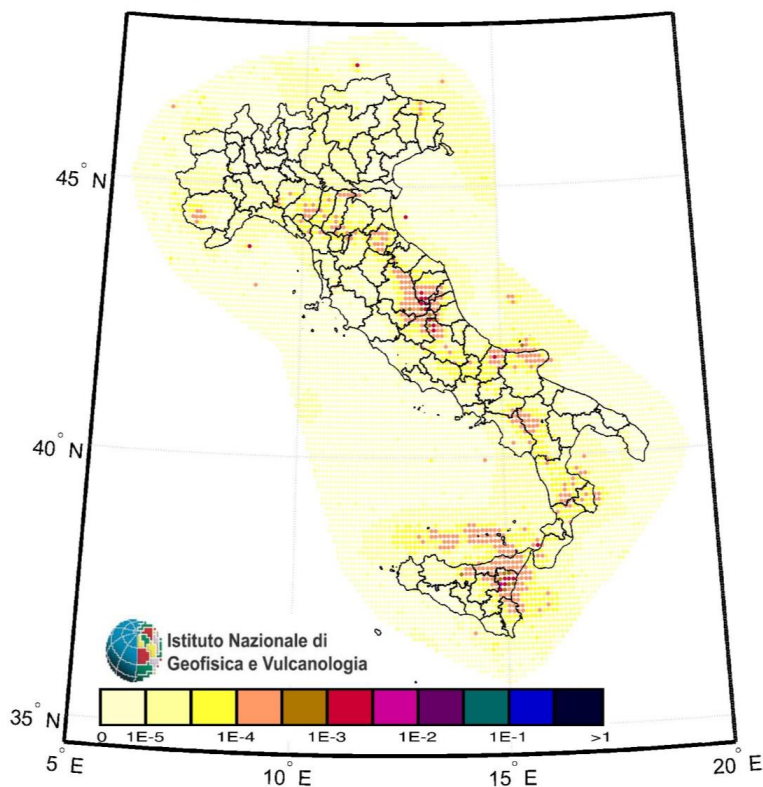 45° N
40° N
Istituto Nazionale di
Geofisica e Vulcanologia
0 1E-5 1E-4 1E-3 1E-2 1E-1 >1
35° N
5° E 10° E 15° E 20° E